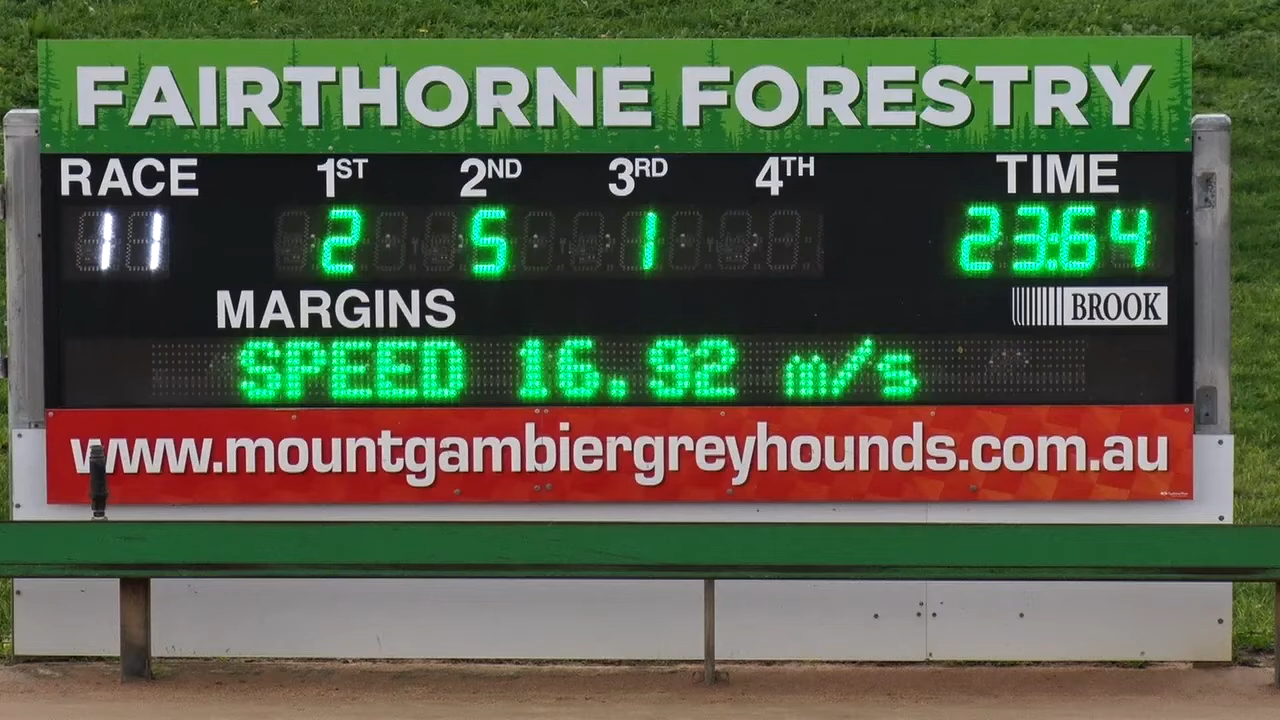 FAIRTHORNE FORESTRY
RACE 1ST 2ND 3RD 4TH TIME
11 2 5 1 23:64
MARGINS BROOK
SPEED 16.92 m/s
www.mountgambiergreyhounds.com.au